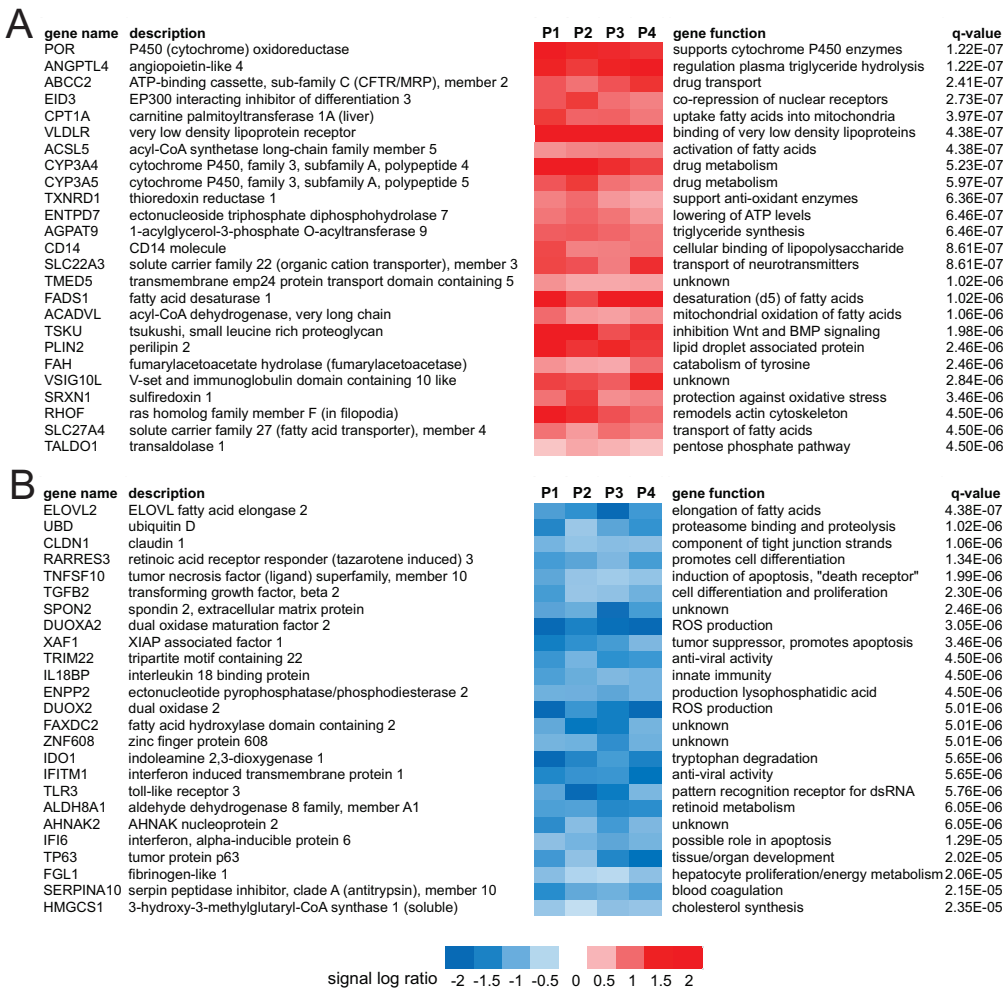 A
gene name description P1 P2 P3 P4 gene function q-value
POR P450 (cytochrome) oxidoreductase supports cytochrome P450 enzymes 1.22E-07
ANGPTL4 angiopoietin-like 4 regulation plasma triglyceride hydrolysis 1.22E-07
ABCC2 ATP-binding cassette, sub-family C (CFTR/MRP), member 2 drug transport 2.41E-07
EID3 EP300 interacting inhibitor of differentiation 3 co-repression of nuclear receptors 2.73E-07
CPT1A carnitine palmitoyltransferase 1A (liver) uptake fatty acids into mitochondria 3.97E-07
VLDLR very low density lipoprotein receptor binding of very low density lipoproteins 4.38E-07
ACSL5 acyl-CoA synthetase long-chain family member 5 activation of fatty acids 4.38E-07
CYP3A4 cytochrome P450, family 3, subfamily A, polypeptide 4 drug metabolism 5.23E-07
CYP3A5 cytochrome P450, family 3, subfamily A, polypeptide 5 drug metabolism 5.97E-07
TXNRD1 thioredoxin reductase 1 support anti-oxidant enzymes 6.36E-07
ENTPD7 ectonucleoside triphosphate diphosphohydrolase 7 lowering of ATP levels 6.46E-07
AGPAT9 1-acylglycerol-3-phosphate O-acyltransferase 9 triglyceride synthesis 6.46E-07
CD14 CD14 molecule cellular binding of lipopolysaccharide 8.61E-07
SLC22A3 solute carrier family 22 (organic cation transporter), member 3 transport of neurotransmitters 8.61E-07
TMED5 transmembrane emp24 protein transport domain containing 5 unknown 1.02E-06
FADS1 fatty acid desaturase 1 desaturation (d5) of fatty acids 1.02E-06
ACADVL acyl-CoA dehydrogenase, very long chain mitochondrial oxidation of fatty acids 1.06E-06
TSKU tsukushi, small leucine rich proteoglycan inhibition Wnt and BMP signaling 1.98E-06
PLIN2 perilipin 2 lipid droplet associated protein 2.46E-06
FAH fumarylacetoacetate hydrolase (fumarylacetoacetase) catabolism of tyrosine 2.46E-06
VSIG10L V-set and immunoglobulin domain containing 10 like unknown 2.84E-06
SRXN1 sulfiredoxin 1 protection against oxidative stress 3.46E-06
RHOF ras homolog family member F (in filopodia) remodels actin cytoskeleton 4.50E-06
SLC27A4 solute carrier family 27 (fatty acid transporter), member 4 transport of fatty acids 4.50E-06
TALDO1 transaldolase 1 pentose phosphate pathway 4.50E-06
B
gene name description P1 P2 P3 P4 gene function q-value
ELOVL2 ELOVL fatty acid elongase 2 elongation of fatty acids 4.38E-07
UBD ubiquitin D proteasome binding and proteolysis 1.02E-06
CLDN1 claudin 1 component of tight junction strands 1.06E-06
RARRES3 retinoic acid receptor responder (tazarotene induced) 3 promotes cell differentiation 1.34E-06
TNFSF10 tumor necrosis factor (ligand) superfamily, member 10 induction of apoptosis, "death receptor" 1.99E-06
TGFB2 transforming growth factor, beta 2 cell differentiation and proliferation 2.30E-06
SPON2 spondin 2, extracellular matrix protein unknown 2.46E-06
DUOXA2 dual oxidase maturation factor 2 ROS production 3.05E-06
XAF1 XIAP associated factor 1 tumor suppressor, promotes apoptosis 3.46E-06
TRIM22 tripartite motif containing 22 anti-viral activity 4.50E-06
IL18BP interleukin 18 binding protein innate immunity 4.50E-06
ENPP2 ectonucleotide pyrophosphatase/phosphodiesterase 2 production lysophosphatidic acid 4.50E-06
DUOX2 dual oxidase 2 ROS production 5.01E-06
FAXDC2 fatty acid hydroxylase domain containing 2 unknown 5.01E-06
ZNF608 zinc finger protein 608 unknown 5.01E-06
IDO1 indoleamine 2,3-dioxygenase 1 tryptophan degradation 5.65E-06
IFITM1 interferon induced transmembrane protein 1 anti-viral activity 5.65E-06
TLR3 toll-like receptor 3 pattern recognition receptor for dsRNA 5.76E-06
ALDH8A1 aldehyde dehydrogenase 8 family, member A1 retinoid metabolism 6.05E-06
AHNAK2 AHNAK nucleoprotein 2 unknown 6.05E-06
IFI6 interferon, alpha-inducible protein 6 possible role in apoptosis 1.29E-05
TP63 tumor protein p63 tissue/organ development 2.02E-05
FGL1 fibrinogen-like 1 hepatocyte proliferation/energy metabolism 2.06E-05
SERPINA10 serpin peptidase inhibitor, clade A (antitrypsin), member 10 blood coagulation 2.15E-05
HMGCS1 3-hydroxy-3-methylglutaryl-CoA synthase 1 (soluble) cholesterol synthesis 2.35E-05
signal log ratio -2 -1.5 -1 -0.5 0 0.5 1 1.5 2